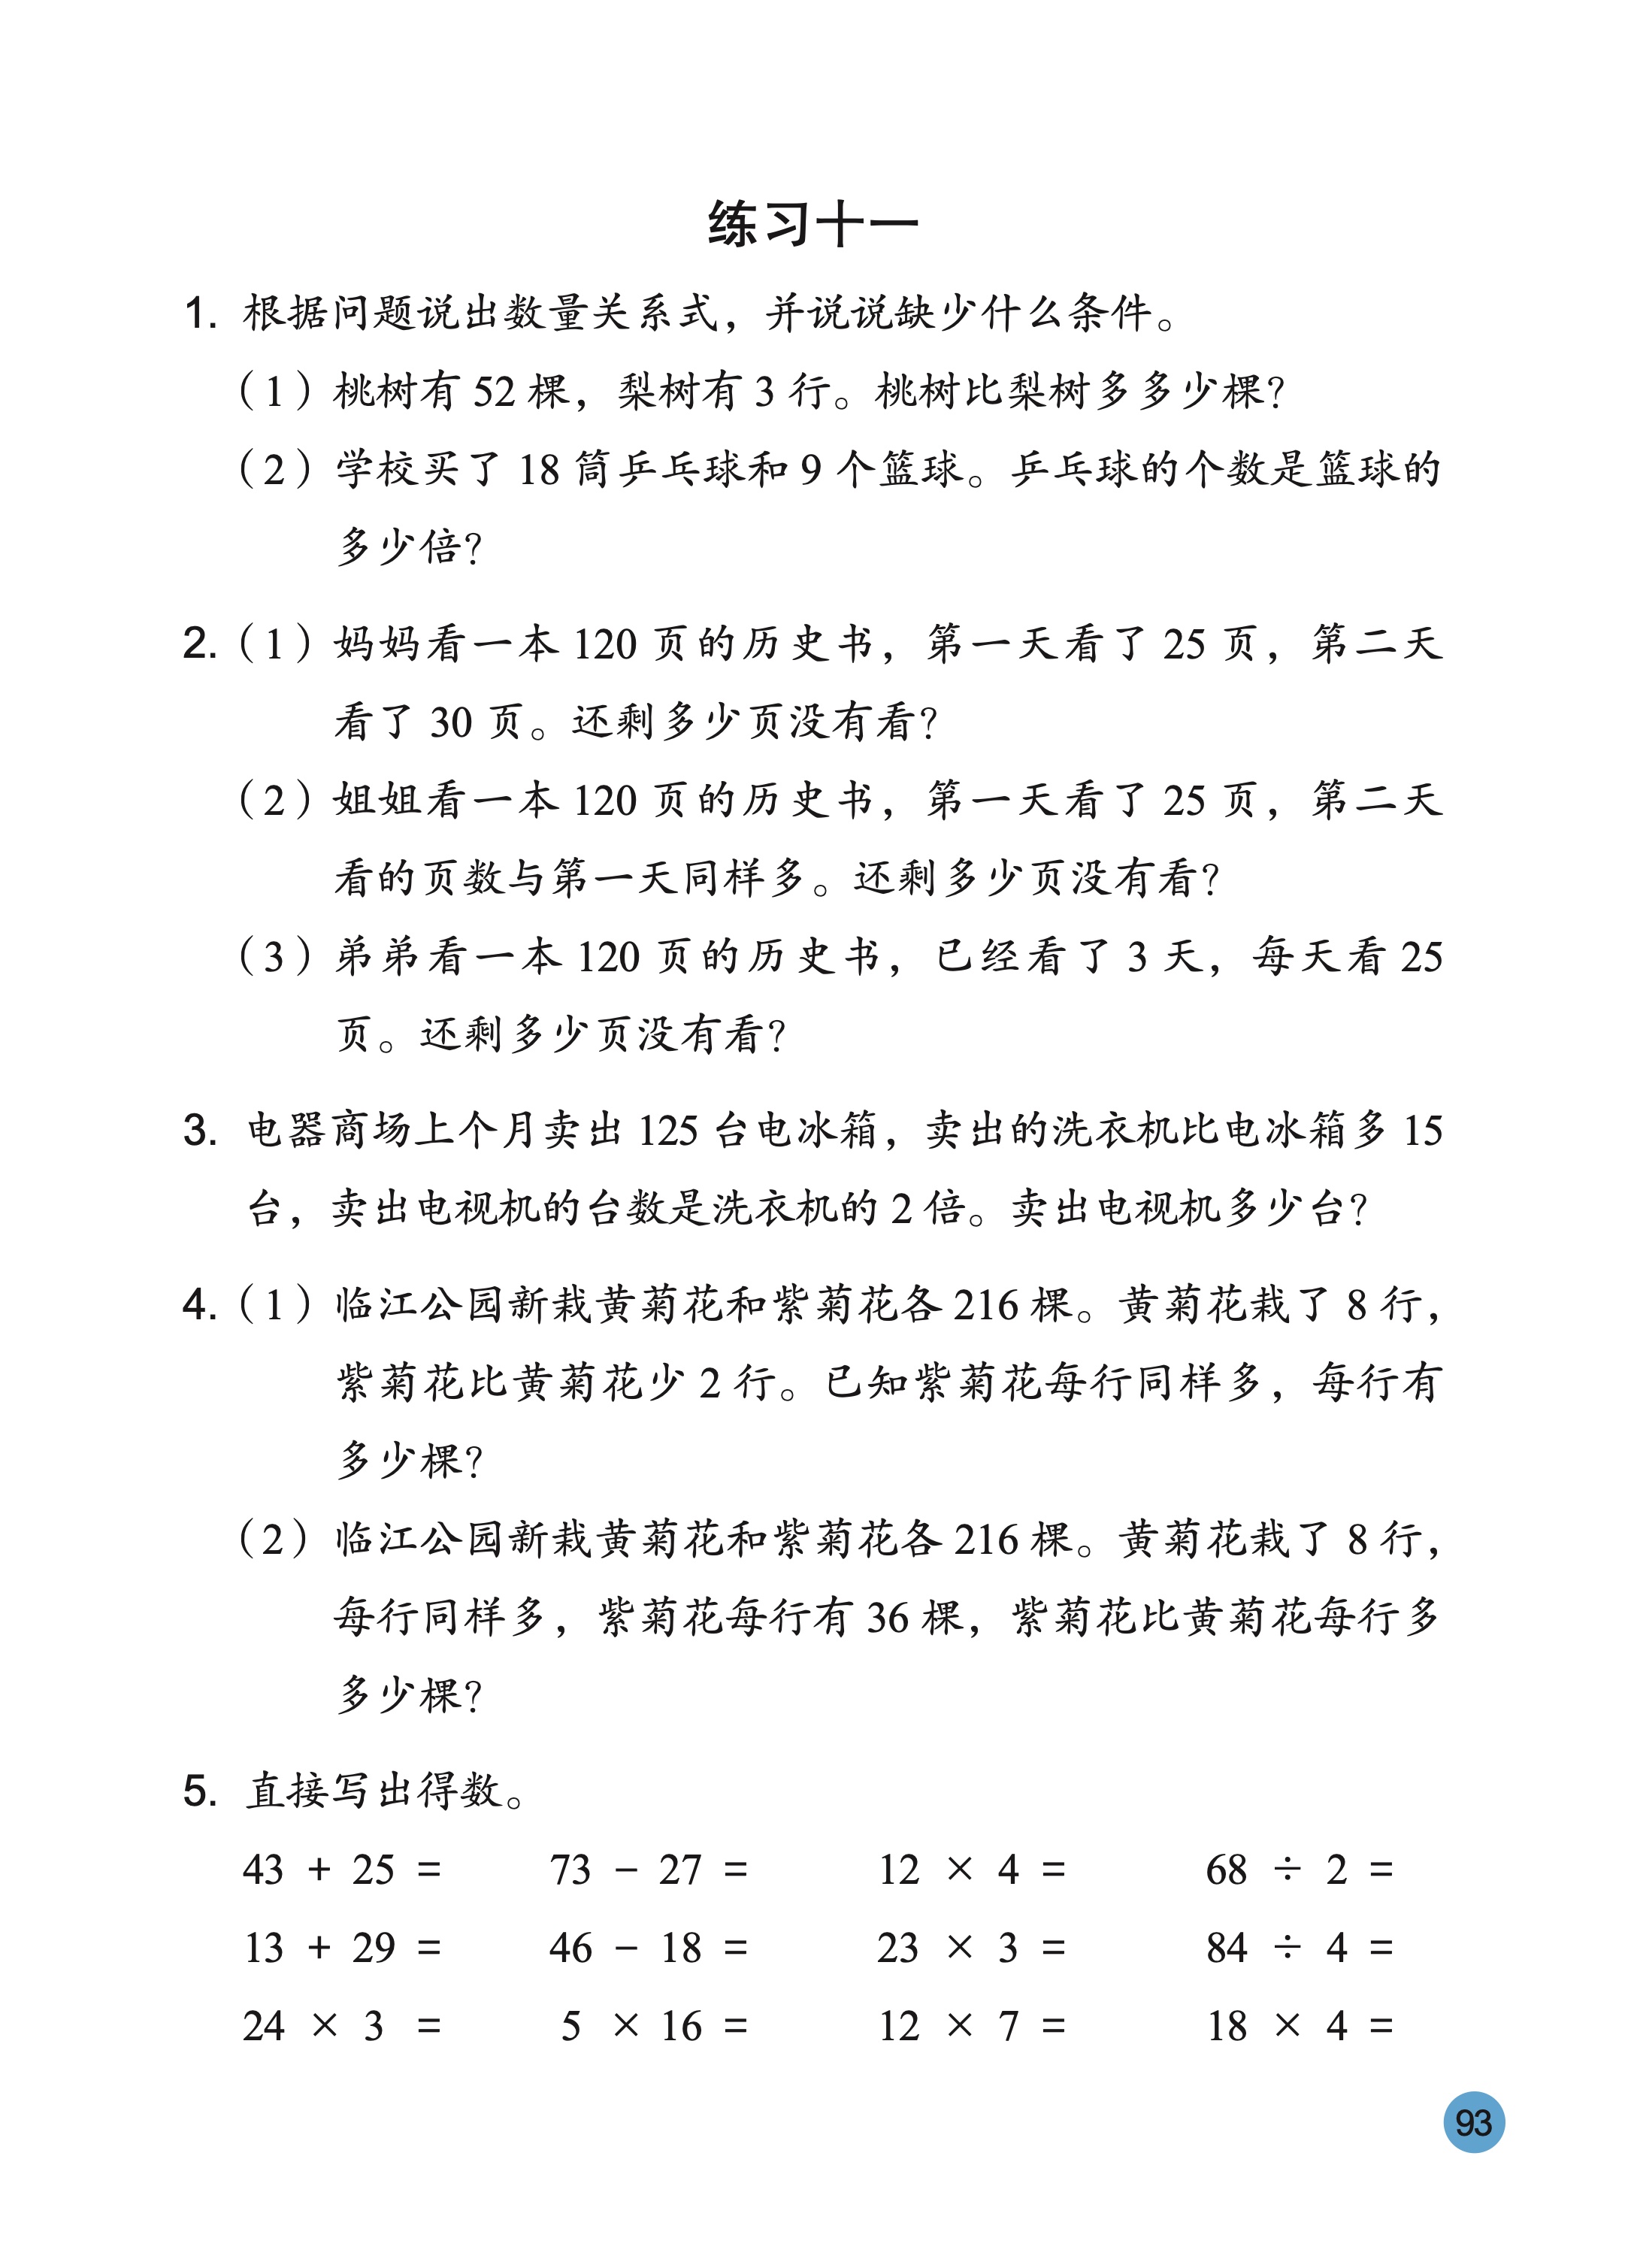 练习十一
1. 根据问题说出数量关系式，并说说缺少什么条件。
（1）桃树有 52 棵，梨树有 3 行。桃树比梨树多多少棵？
（2）学校买了 18 筒乒乓球和 9 个篮球。乒乓球的个数是篮球的
多少倍？
2.（1）妈妈看一本 120 页的历史书，第一天看了 25 页，第二天
看了 30 页。还剩多少页没有看？
（2）姐姐看一本 120 页的历史书，第一天看了 25 页，第二天
看的页数与第一天同样多。还剩多少页没有看？
（3）弟弟看一本 120 页的历史书，已经看了 3 天，每天看 25
页。还剩多少页没有看？
3. 电器商场上个月卖出 125 台电冰箱，卖出的洗衣机比电冰箱多 15
台，卖出电视机的台数是洗衣机的 2 倍。卖出电视机多少台？
4.（1）临江公园新栽黄菊花和紫菊花各 216 棵。黄菊花栽了 8 行，
紫菊花比黄菊花少 2 行。已知紫菊花每行同样多，每行有
多少棵？
（2）临江公园新栽黄菊花和紫菊花各 216 棵。黄菊花栽了 8 行，
每行同样多，紫菊花每行有 36 棵，紫菊花比黄菊花每行多
多少棵？
5. 直接写出得数。
43 + 25 = 73 − 27 = 12 × 4 = 68 ÷ 2 =
13 + 29 = 46 − 18 = 23 × 3 = 84 ÷ 4 =
24 × 3 = 5 × 16 = 12 × 7 = 18 × 4 =
93